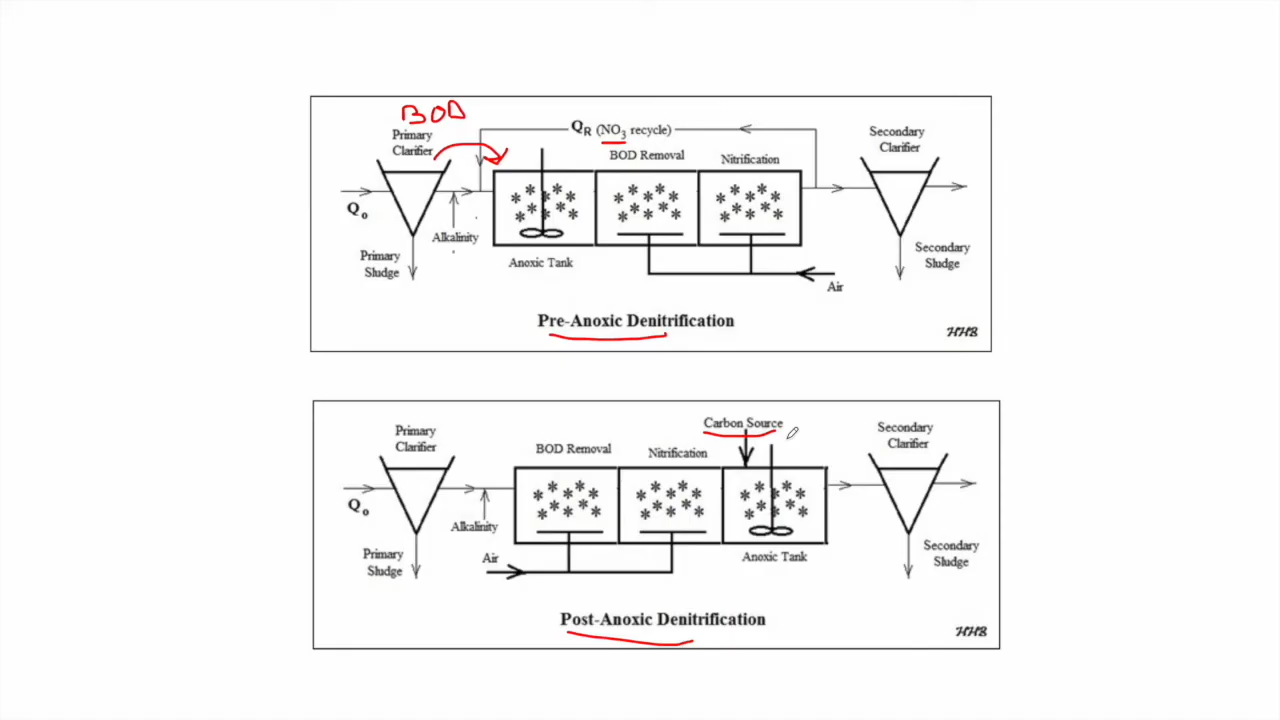 BOD
Primary
Clarifier
QR (NO3 recycle)
BOD Removal
Nitrification
Secondary
Clarifier
Qo
Alkalinity
Primary
Sludge
Anoxic Tank
Secondary
Sludge
Air
Pre-Anoxic Denitrification
HHB
Carbon Source
Primary
Clarifier
BOD Removal
Nitrification
Secondary
Clarifier
Qo
Alkalinity
Primary
Sludge
Air
Anoxic Tank
Secondary
Sludge
Post-Anoxic Denitrification
HHB